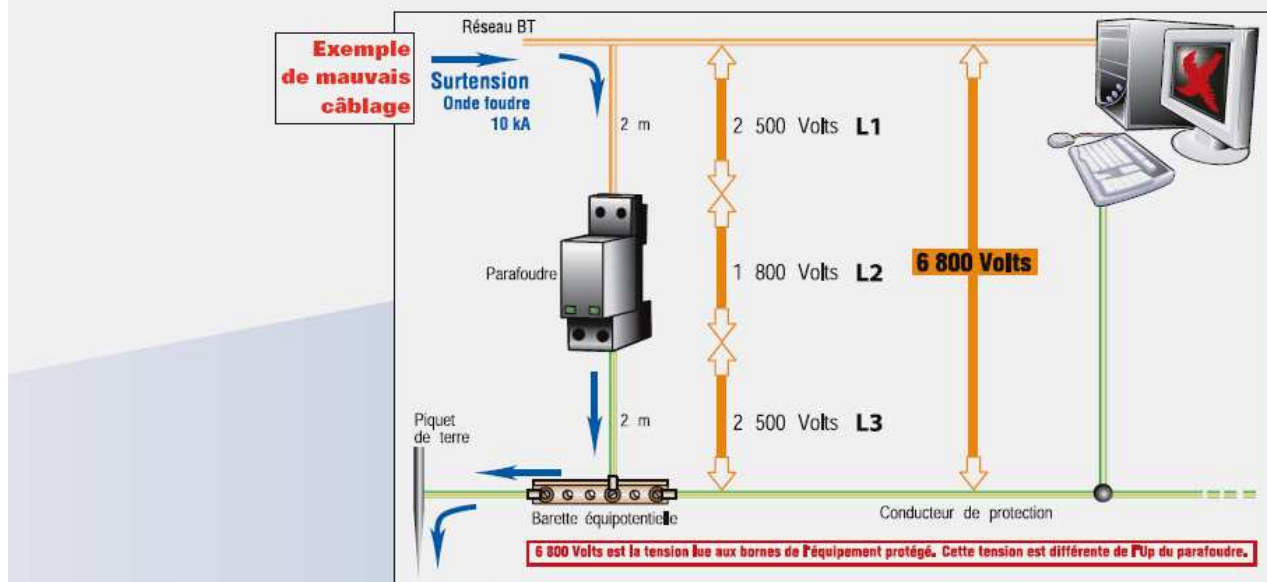 Réseau BT
Exemple
de mauvais
câblage
Surtension
Onde foudre
10 kA
2 m
2 500 Volts L1
Parafoudre
1 800 Volts L2
6 800 Volts
2 m
2 500 Volts L3
Piquet
de terre
Barette équipotentielle
Conducteur de protection
6 800 Volts est la tension lue aux bornes de l'équipement protégé. Cette tension est différente de l'Up du parafoudre.